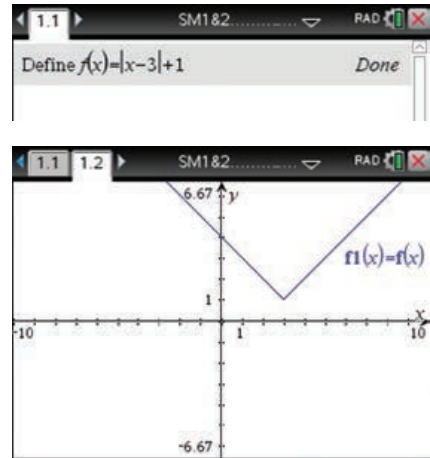 1.1 SM1&2 RAD
Define f(x)=|x-3|+1 Done
1.1 1.2 SM1&2 RAD
6.67 y
f1(x)=f(x)
1
x
-10 1 10
-6.67